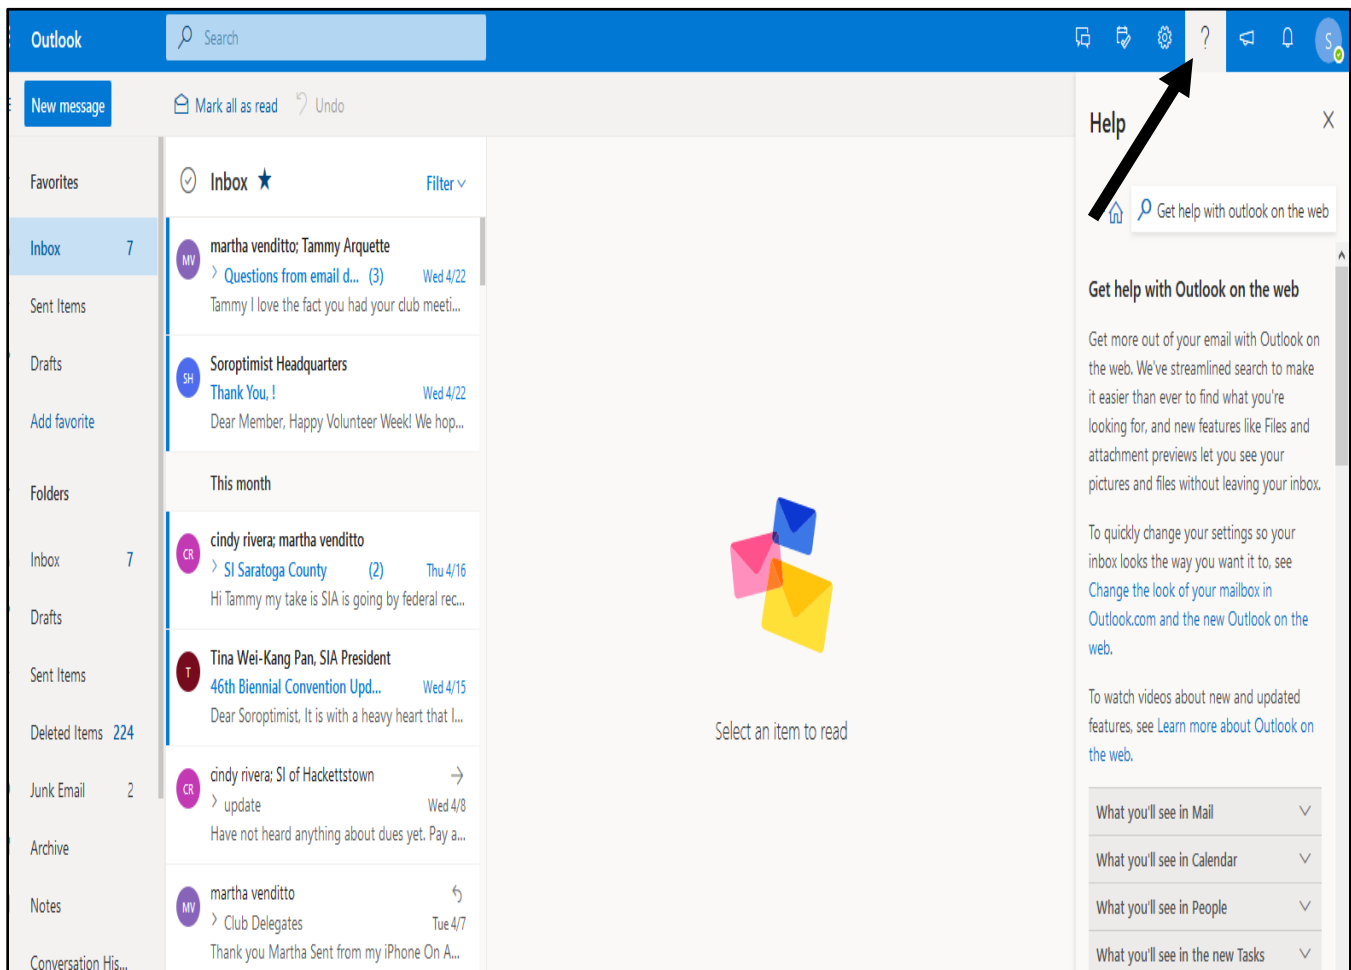 Outlook
Search
?
S
New message
Mark all as read
Undo
Favorites
Inbox 7
Sent Items
Drafts
Add favorite
Folders
Inbox 7
Drafts
Sent Items
Deleted Items 224
Junk Email 2
Archive
Notes
Conversation His...
Inbox
Filter
MV
martha venditto; Tammy Arquette
Questions from email d... (3) Wed 4/22
Tammy I love the fact you had your club meeti...
SH
Soroptimist Headquarters
Thank You, ! Wed 4/22
Dear Member, Happy Volunteer Week! We hop...
This month
CR
cindy rivera; martha venditto
SI Saratoga County (2) Thu 4/16
Hi Tammy my take is SIA is going by federal rec...
T
Tina Wei-Kang Pan, SIA President
46th Biennial Convention Upd... Wed 4/15
Dear Soroptimist, It is with a heavy heart that I...
CR
cindy rivera; SI of Hackettstown
update Wed 4/8
Have not heard anything about dues yet. Pay a...
MV
martha venditto
Club Delegates Tue 4/7
Thank you Martha Sent from my iPhone On A...
Select an item to read
Help
Get help with outlook on the web
Get help with Outlook on the web
Get more out of your email with Outlook on
the web. We've streamlined search to make
it easier than ever to find what you're
looking for, and new features like Files and
attachment previews let you see your
pictures and files without leaving your inbox.
To quickly change your settings so your
inbox looks the way you want it to, see
Change the look of your mailbox in
Outlook.com and the new Outlook on the
web.
To watch videos about new and updated
features, see Learn more about Outlook on
the web.
What you'll see in Mail
What you'll see in Calendar
What you'll see in People
What you'll see in the new Tasks